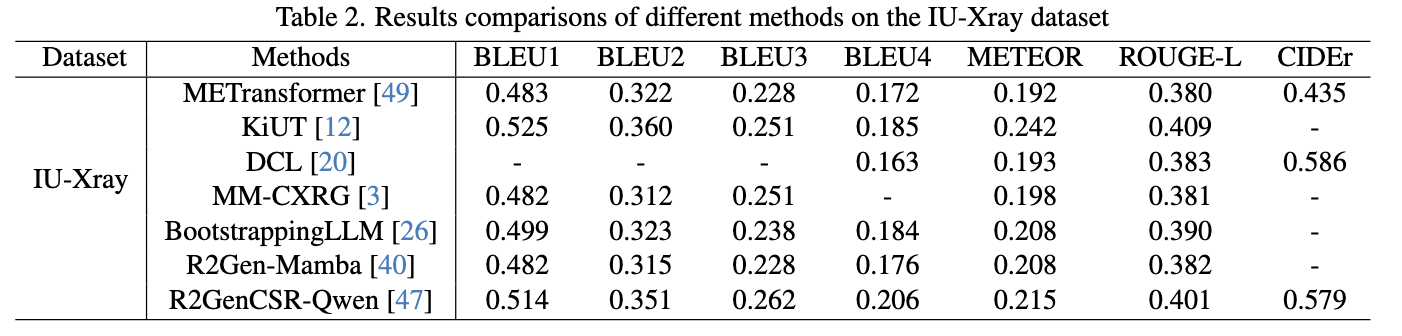 Table 2. Results comparisons of different methods on the IU-Xray dataset
Dataset Methods BLEU1 BLEU2 BLEU3 BLEU4 METEOR ROUGE-L CIDEr
METransformer [49] 0.483 0.322 0.228 0.172 0.192 0.380 0.435
KiUT [12] 0.525 0.360 0.251 0.185 0.242 0.409 -
DCL [20] - - - 0.163 0.193 0.383 0.586
IU-Xray
MM-CXRG [3] 0.482 0.312 0.251 - 0.198 0.381 -
BootstrappingLLM [26] 0.499 0.323 0.238 0.184 0.208 0.390 -
R2Gen-Mamba [40] 0.482 0.315 0.228 0.176 0.208 0.382 -
R2GenCSR-Qwen [47] 0.514 0.351 0.262 0.206 0.215 0.401 0.579